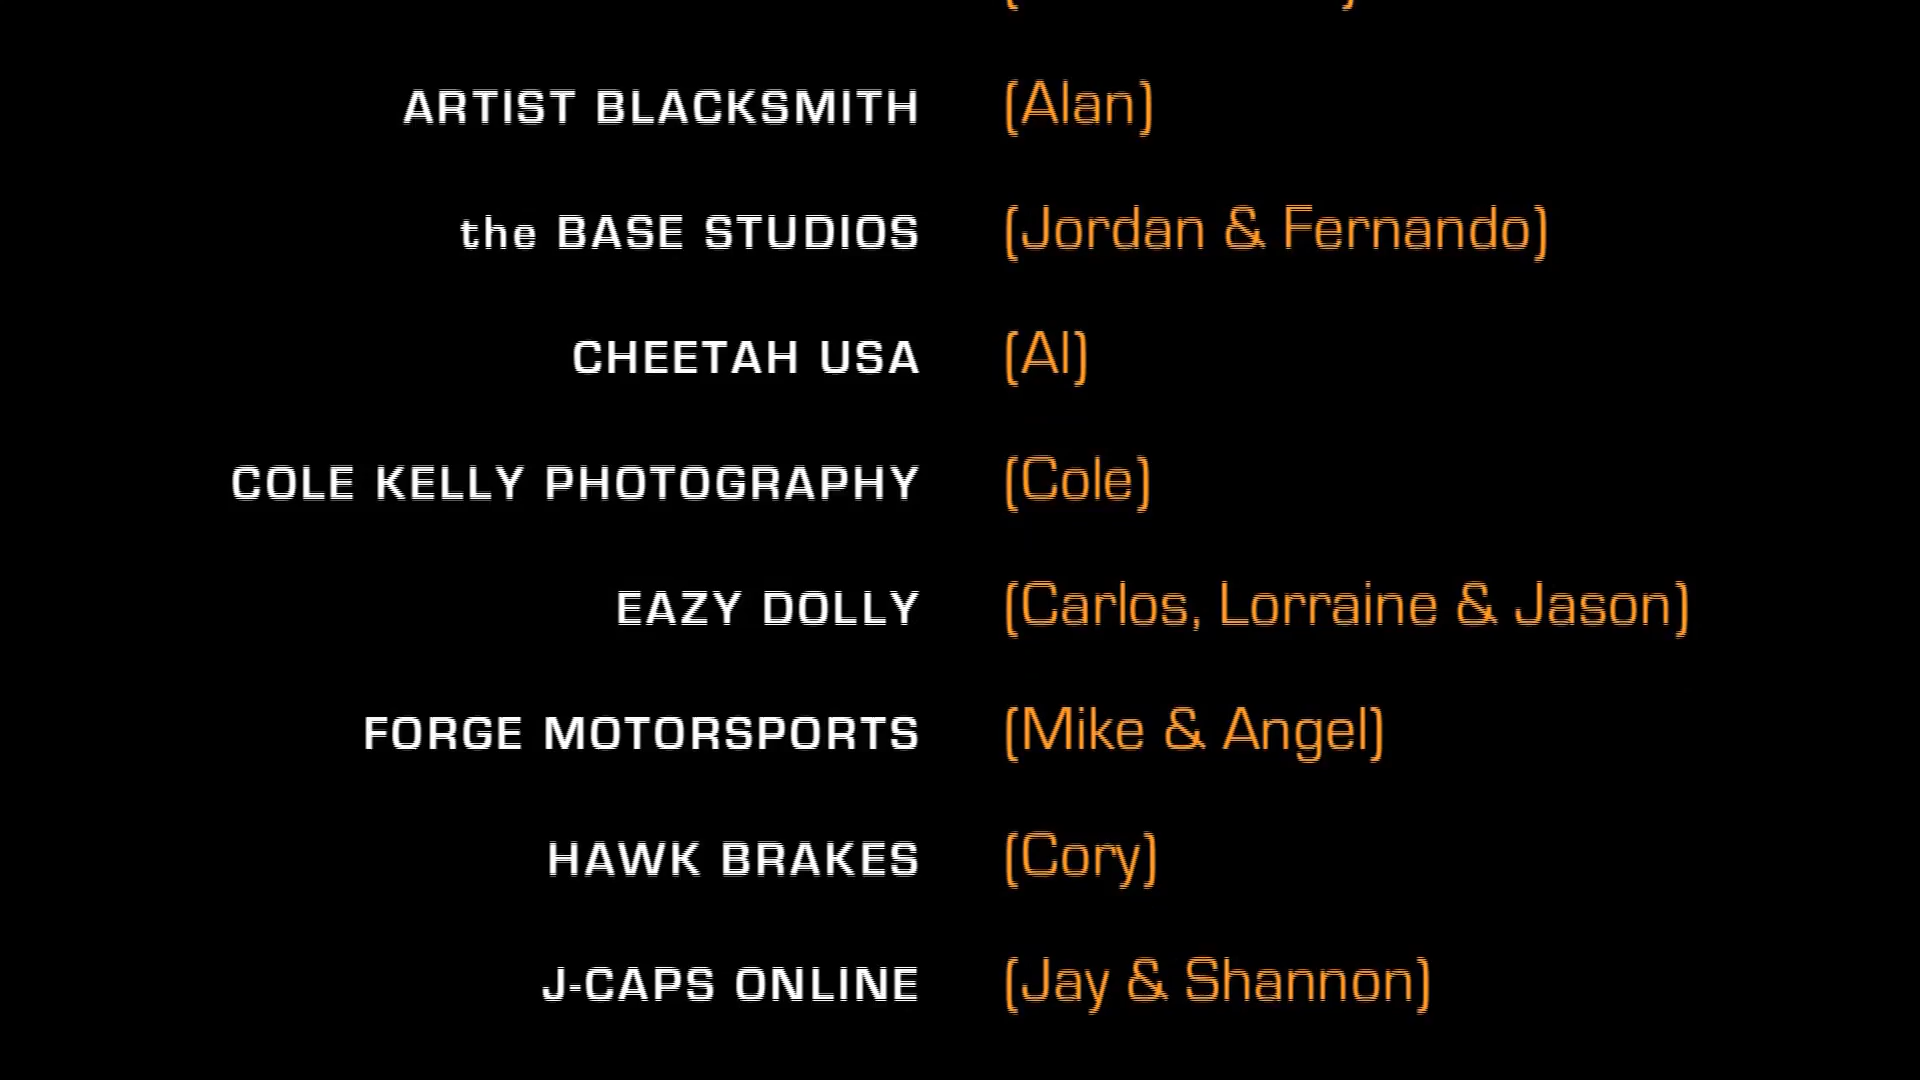 ARTIST BLACKSMITH (Alan)
the BASE STUDIOS (Jordan & Fernando)
CHEETAH USA (Al)
COLE KELLY PHOTOGRAPHY (Cole)
EAZY DOLLY (Carlos, Lorraine & Jason)
FORGE MOTORSPORTS (Mike & Angel)
HAWK BRAKES (Cory)
J-CAPS ONLINE (Jay & Shannon)